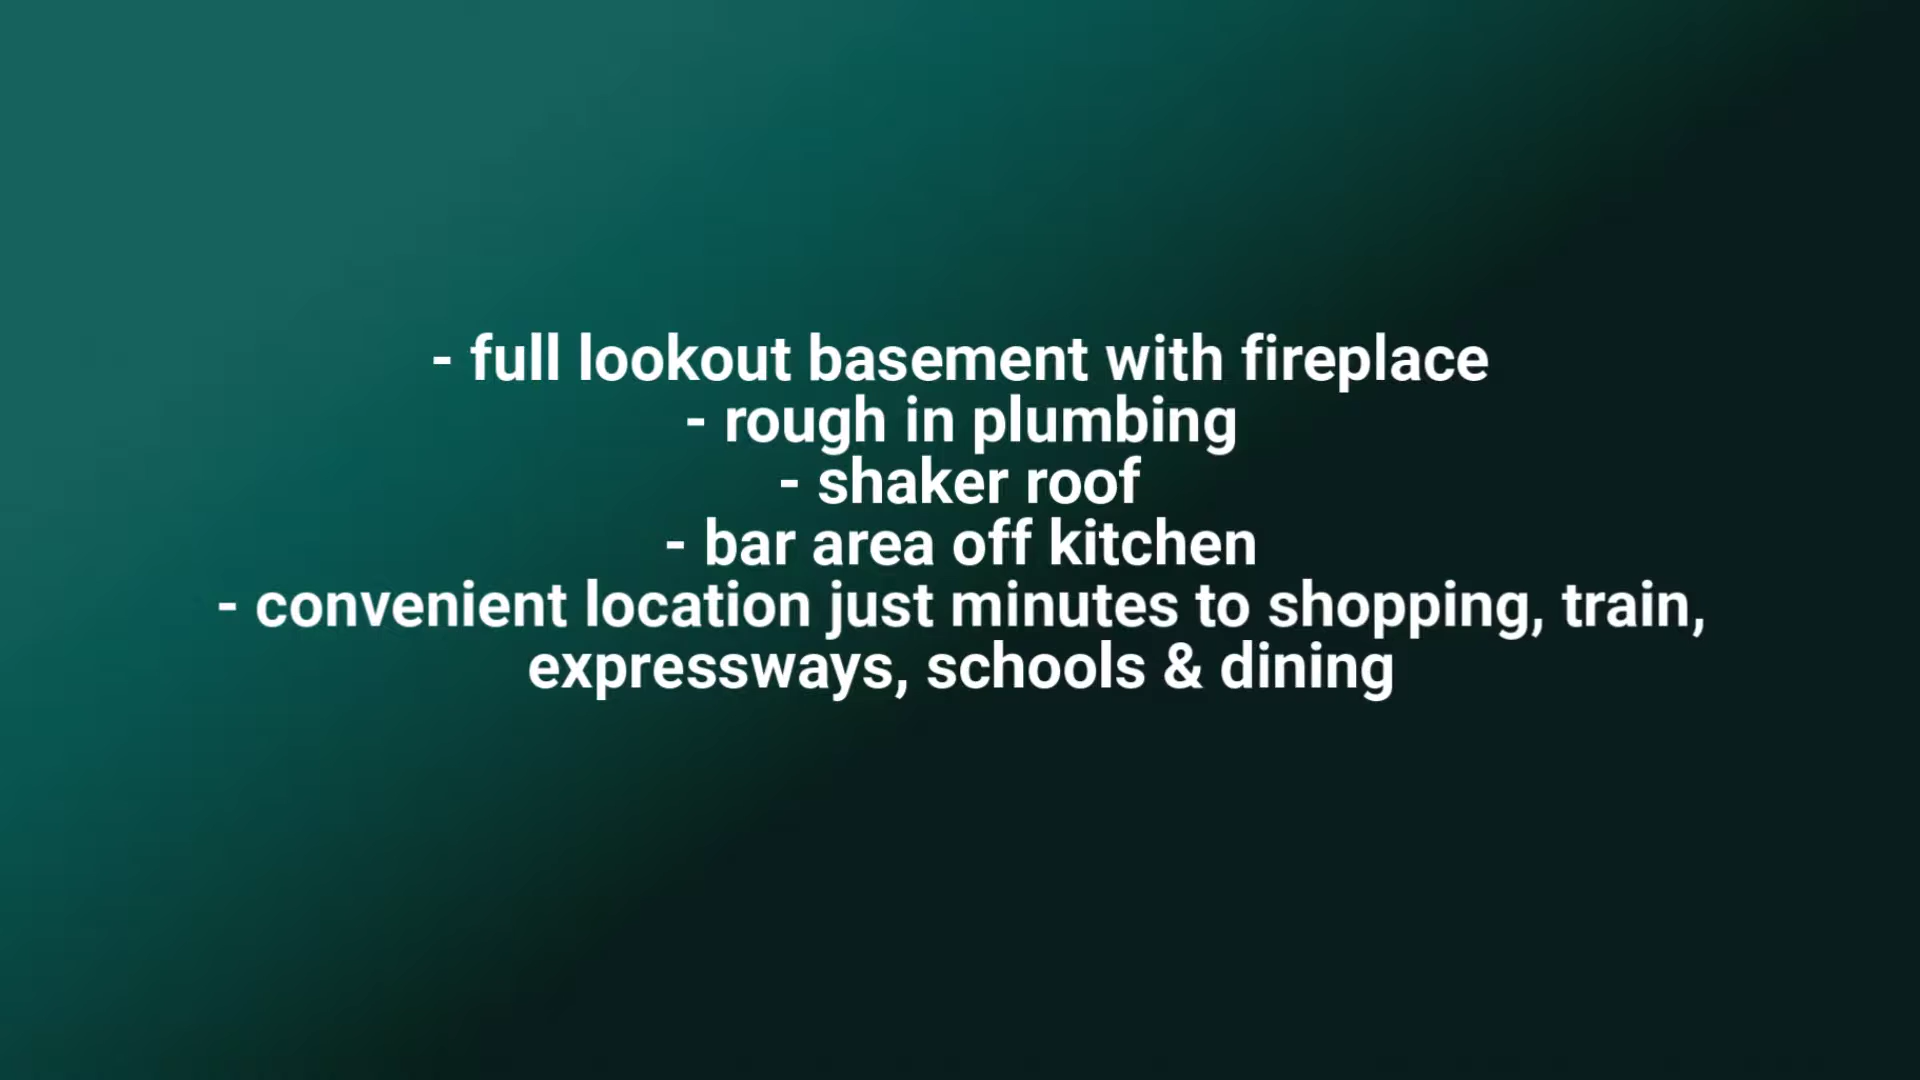 - full lookout basement with fireplace
- rough in plumbing
- shaker roof
- bar area off kitchen
- convenient location just minutes to shopping, train,
expressways, schools & dining